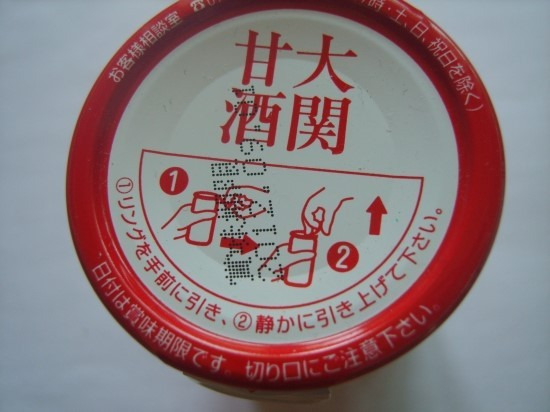 お客様相談室
土、日、祝日を除く)
大関
甘酒
1
2
①リングを手前に引き、②静かに引き上げて下さい。
日付は賞味期限です。切り口にご注意下さい。